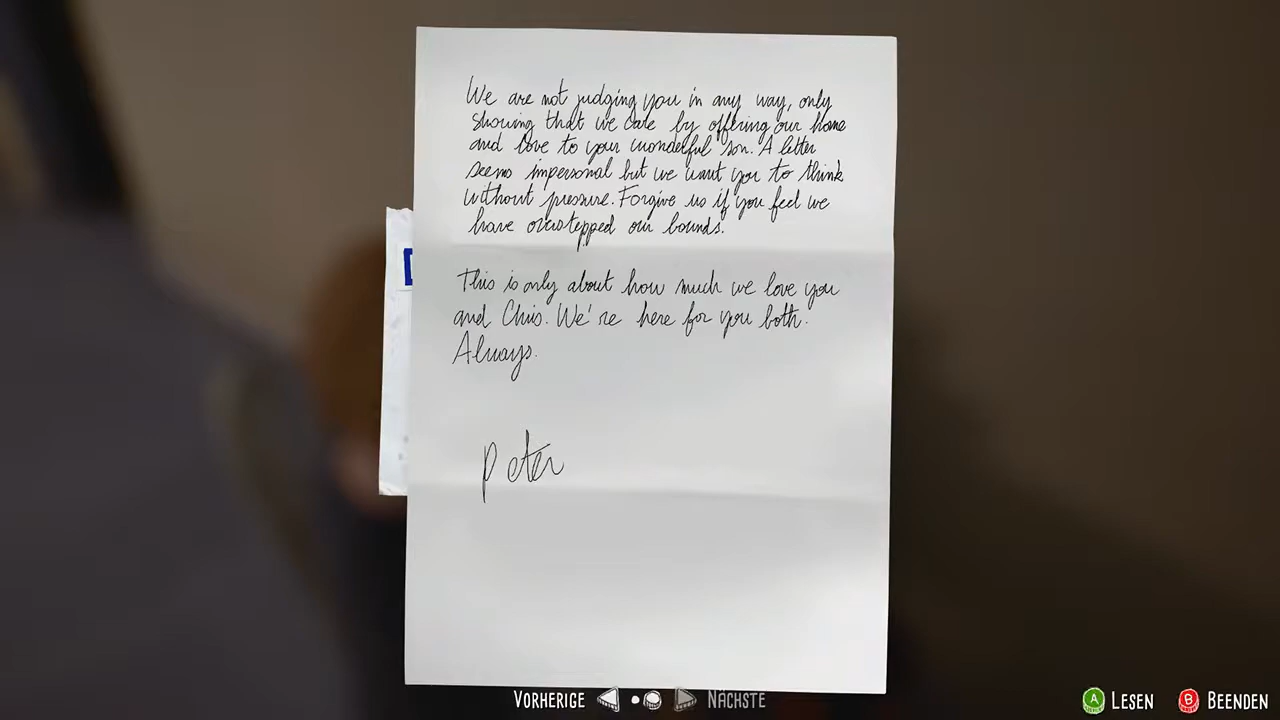 We are not judging you in any way, only
showing that we care by offering our home
and love to your wonderful son. A letter
seems impersonal but we want you to think
without pressure. Forgive us if you feel we
have overstepped our bounds.
This is only about how much we love you
and Chris. We're here for you both.
Always.
Peter
VORHERIGE NÄCHSTE
A LESEN B BEENDEN